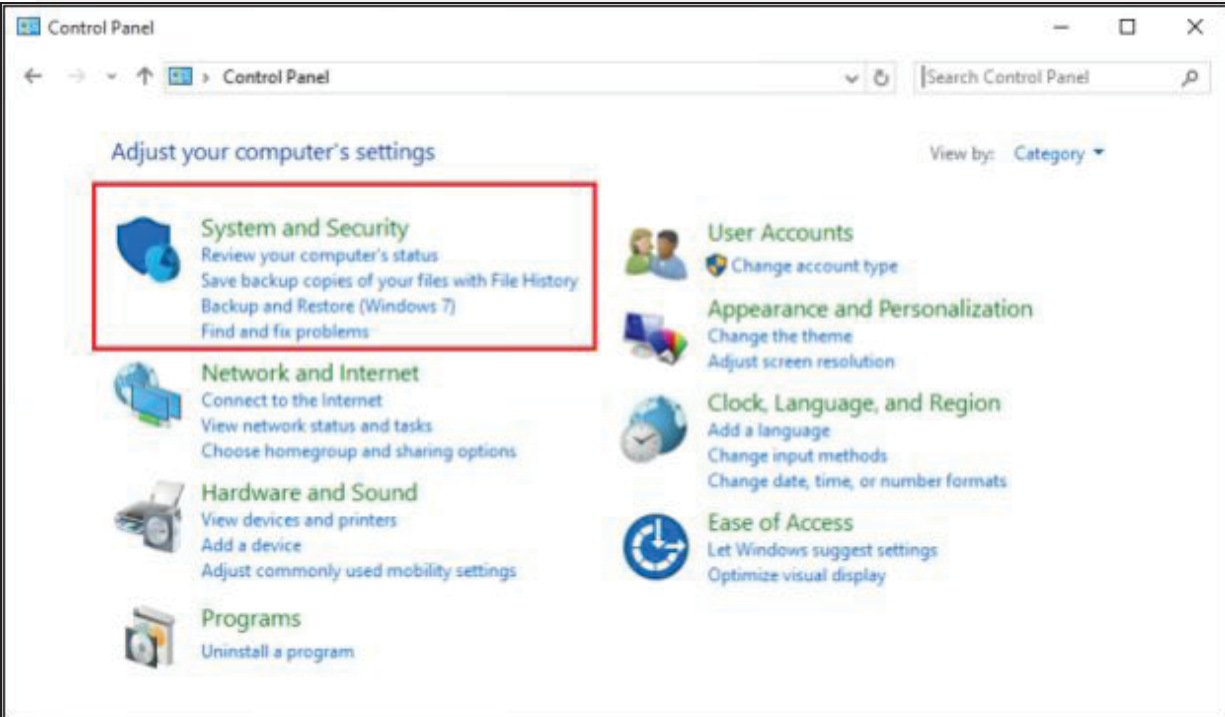 Control Panel
Control Panel
Search Control Panel
Adjust your computer's settings
View by: Category
System and Security
Review your computer's status
Save backup copies of your files with File History
Backup and Restore (Windows 7)
Find and fix problems
Network and Internet
Connect to the Internet
View network status and tasks
Choose homegroup and sharing options
Hardware and Sound
View devices and printers
Add a device
Adjust commonly used mobility settings
Programs
Uninstall a program
User Accounts
Change account type
Appearance and Personalization
Change the theme
Adjust screen resolution
Clock, Language, and Region
Add a language
Change input methods
Change date, time, or number formats
Ease of Access
Let Windows suggest settings
Optimize visual display